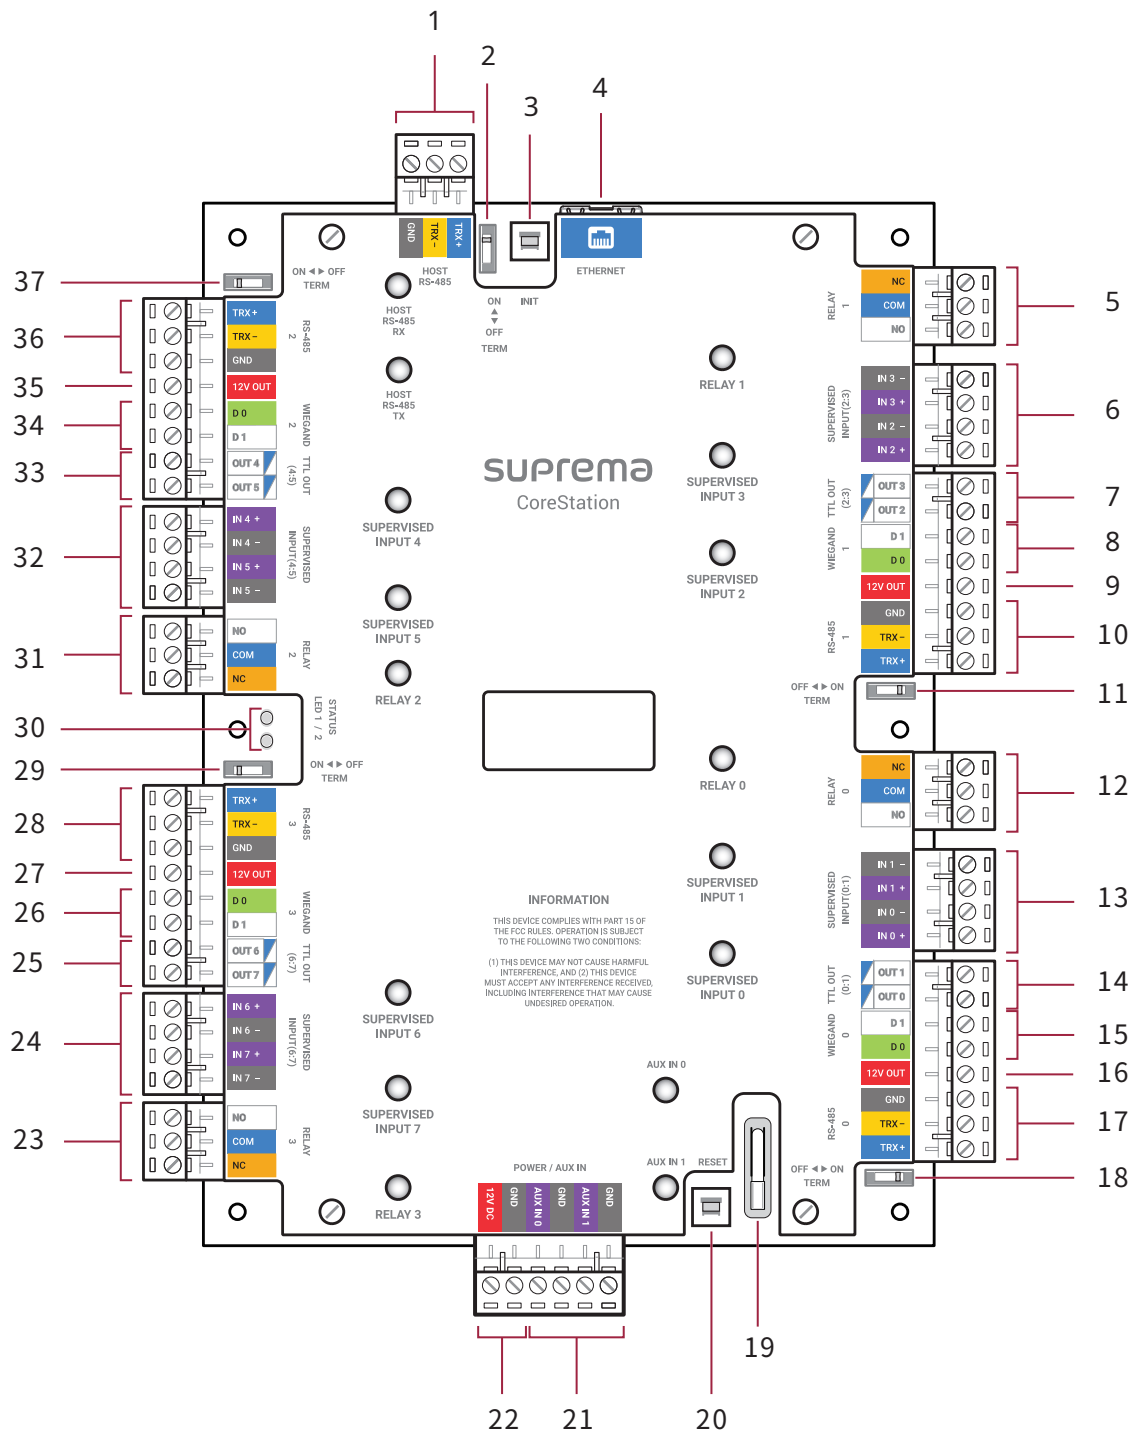 1
2
3
4
GND
TRX −
TRX +
HOST
RS-485
ETHERNET
ON
OFF
TERM
INIT
HOST
RS-485
RX
HOST
RS-485
TX
37
ON ◀ ▶ OFF
TERM
36
TRX +
TRX −
GND
RS-485
2
35
12V OUT
34
D 0
D 1
WIEGAND
2
33
OUT 4
OUT 5
TTL OUT
(4:5)
32
IN 4 +
IN 4 −
IN 5 +
IN 5 −
SUPERVISED
INPUT(4:5)
31
NO
COM
NC
RELAY
2
30
STATUS
LED 1 / 2
29
ON ◀ ▶ OFF
TERM
28
TRX +
TRX −
GND
RS-485
3
27
12V OUT
26
D 0
D 1
WIEGAND
3
25
OUT 6
OUT 7
TTL OUT
(6:7)
24
IN 6 +
IN 6 −
IN 7 +
IN 7 −
SUPERVISED
INPUT(6:7)
23
NO
COM
NC
RELAY
3
SUPERVISED
INPUT 4
SUPERVISED
INPUT 5
RELAY 2
SUPERVISED
INPUT 6
SUPERVISED
INPUT 7
RELAY 3
suprema
CoreStation
INFORMATION
THIS DEVICE COMPLIES WITH PART 15 OF
THE FCC RULES. OPERATION IS SUBJECT
TO THE FOLLOWING TWO CONDITIONS:
(1) THIS DEVICE MAY NOT CAUSE HARMFUL
INTERFERENCE, AND (2) THIS DEVICE
MUST ACCEPT ANY INTERFERENCE RECEIVED,
INCLUDING INTERFERENCE THAT MAY CAUSE
UNDESIRED OPERATION.
RELAY 1
SUPERVISED
INPUT 3
SUPERVISED
INPUT 2
RELAY 0
SUPERVISED
INPUT 1
SUPERVISED
INPUT 0
AUX IN 0
AUX IN 1
RESET
POWER / AUX IN
12V DC
GND
AUX IN 0
GND
AUX IN 1
GND
RELAY
1
NC
COM
NO
5
SUPERVISED
INPUT(2:3)
IN 3 −
IN 3 +
IN 2 −
IN 2 +
6
TTL OUT
(2:3)
OUT 3
OUT 2
7
WIEGAND
1
D 1
D 0
8
12V OUT
9
RS-485
1
GND
TRX −
TRX +
10
OFF ◀ ▶ ON
TERM
11
RELAY
0
NC
COM
NO
12
SUPERVISED
INPUT(0:1)
IN 1 −
IN 1 +
IN 0 −
IN 0 +
13
TTL OUT
(0:1)
OUT 1
OUT 0
14
WIEGAND
0
D 1
D 0
15
12V OUT
16
RS-485
0
GND
TRX −
TRX +
17
OFF ◀ ▶ ON
TERM
18
19
20
21
22